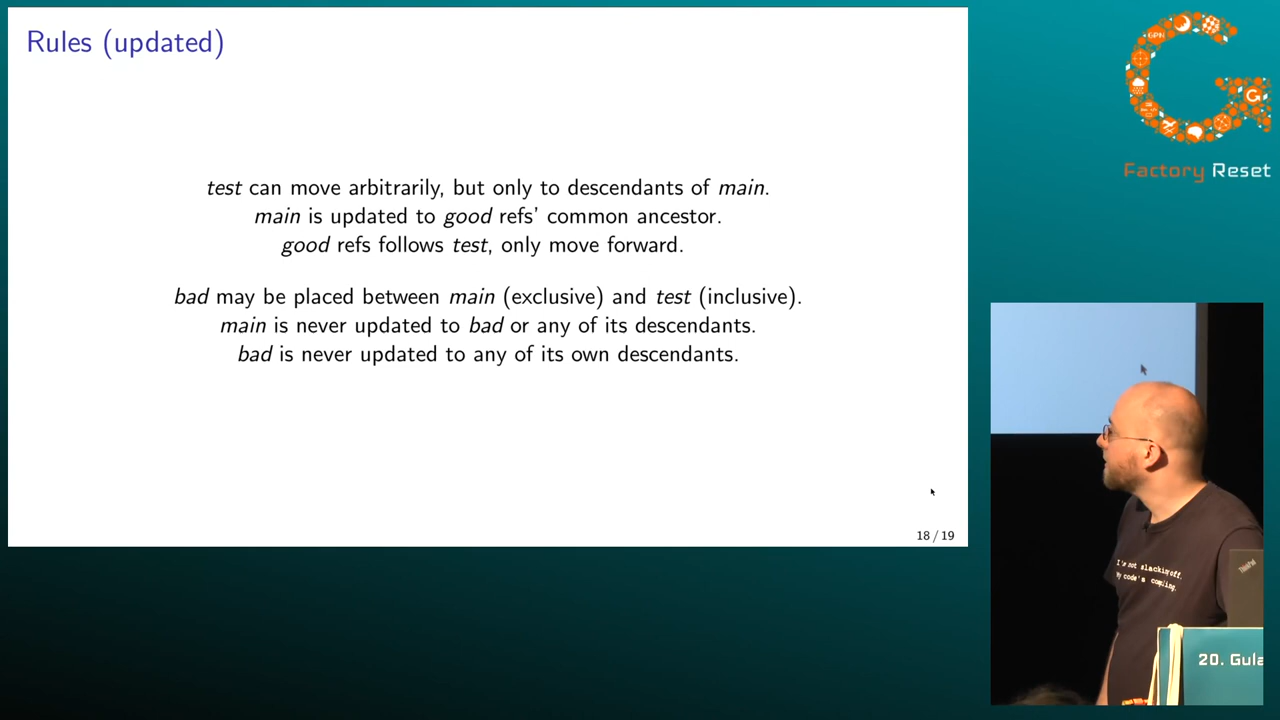 Rules (updated)
test can move arbitrarily, but only to descendants of main.
main is updated to good refs' common ancestor.
good refs follows test, only move forward.
bad may be placed between main (exclusive) and test (inclusive).
main is never updated to bad or any of its descendants.
bad is never updated to any of its own descendants.
18 / 19
GPN
Factory Reset
I'm not slacking off.
My code's compiling.
ThinkPad
20. Gula